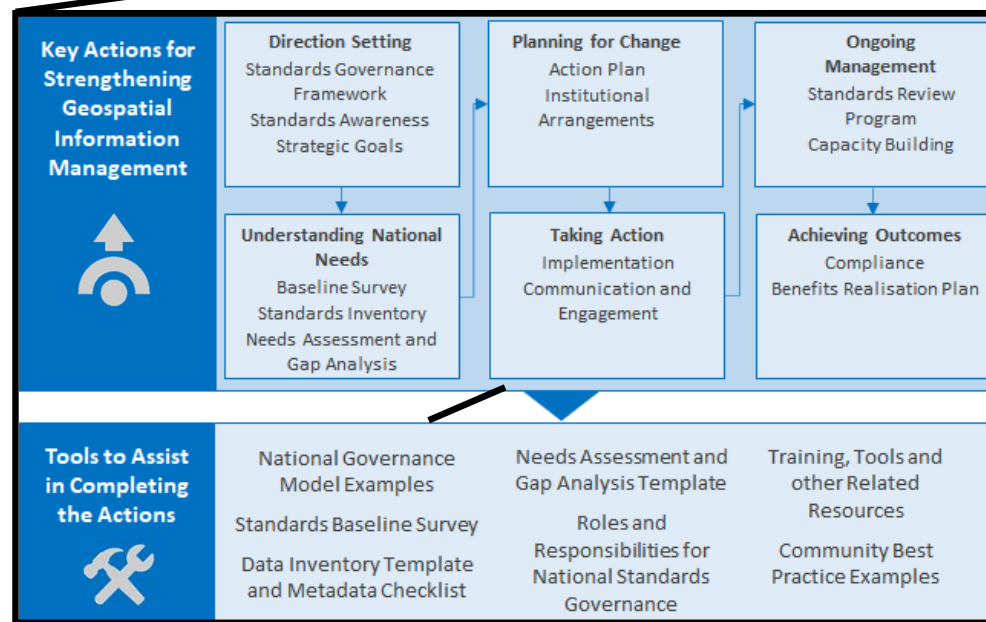 Key Actions for
Strengthening
Geospatial
Information
Management
Direction Setting
Standards Governance
Framework
Standards Awareness
Strategic Goals
Understanding National
Needs
Baseline Survey
Standards Inventory
Needs Assessment and
Gap Analysis
Planning for Change
Action Plan
Institutional
Arrangements
Taking Action
Implementation
Communication and
Engagement
Ongoing
Management
Standards Review
Program
Capacity Building
Achieving Outcomes
Compliance
Benefits Realisation Plan
Tools to Assist
in Completing
the Actions
National Governance
Model Examples
Standards Baseline Survey
Data Inventory Template
and Metadata Checklist
Needs Assessment and
Gap Analysis Template
Roles and
Responsibilities for
National Standards
Governance
Training, Tools and
other Related
Resources
Community Best
Practice Examples